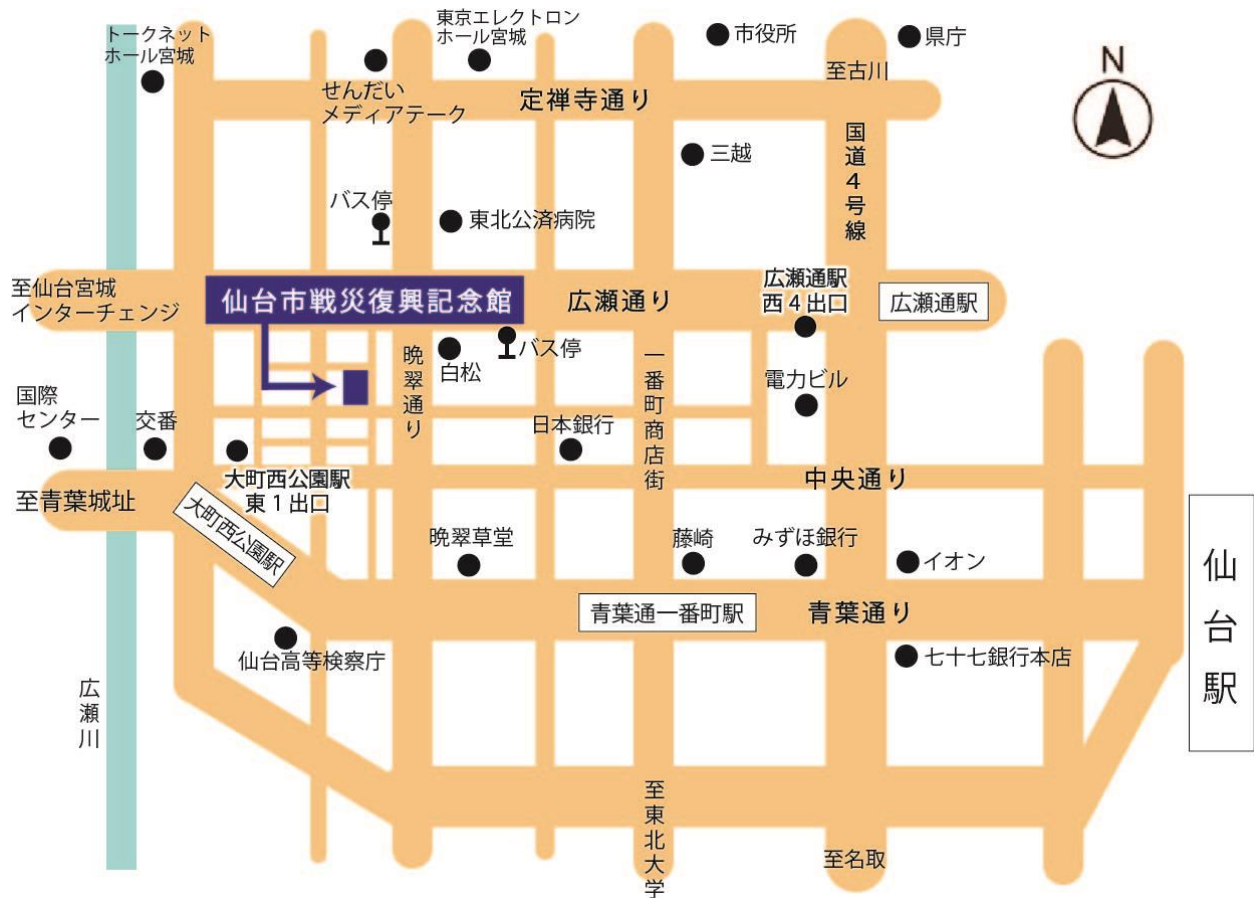 トークネット
ホール宮城
東京エレクトロン
ホール宮城
市役所
県庁
せんだい
メディアテーク
定禅寺通り
至古川
N
国道4号線
三越
バス停
東北公済病院
至仙台宮城
インターチェンジ
仙台市戦災復興記念館
広瀬通り
広瀬通駅
西4出口
広瀬通駅
晩翠通り
白松
バス停
一番町商店街
電力ビル
国際
センター
交番
日本銀行
大町西公園駅
東1出口
中央通り
至青葉城址
大町西公園駅
晩翠草堂
藤崎
みずほ銀行
イオン
仙台駅
青葉通一番町駅
青葉通り
仙台高等検察庁
七十七銀行本店
広瀬川
至東北大学
至名取